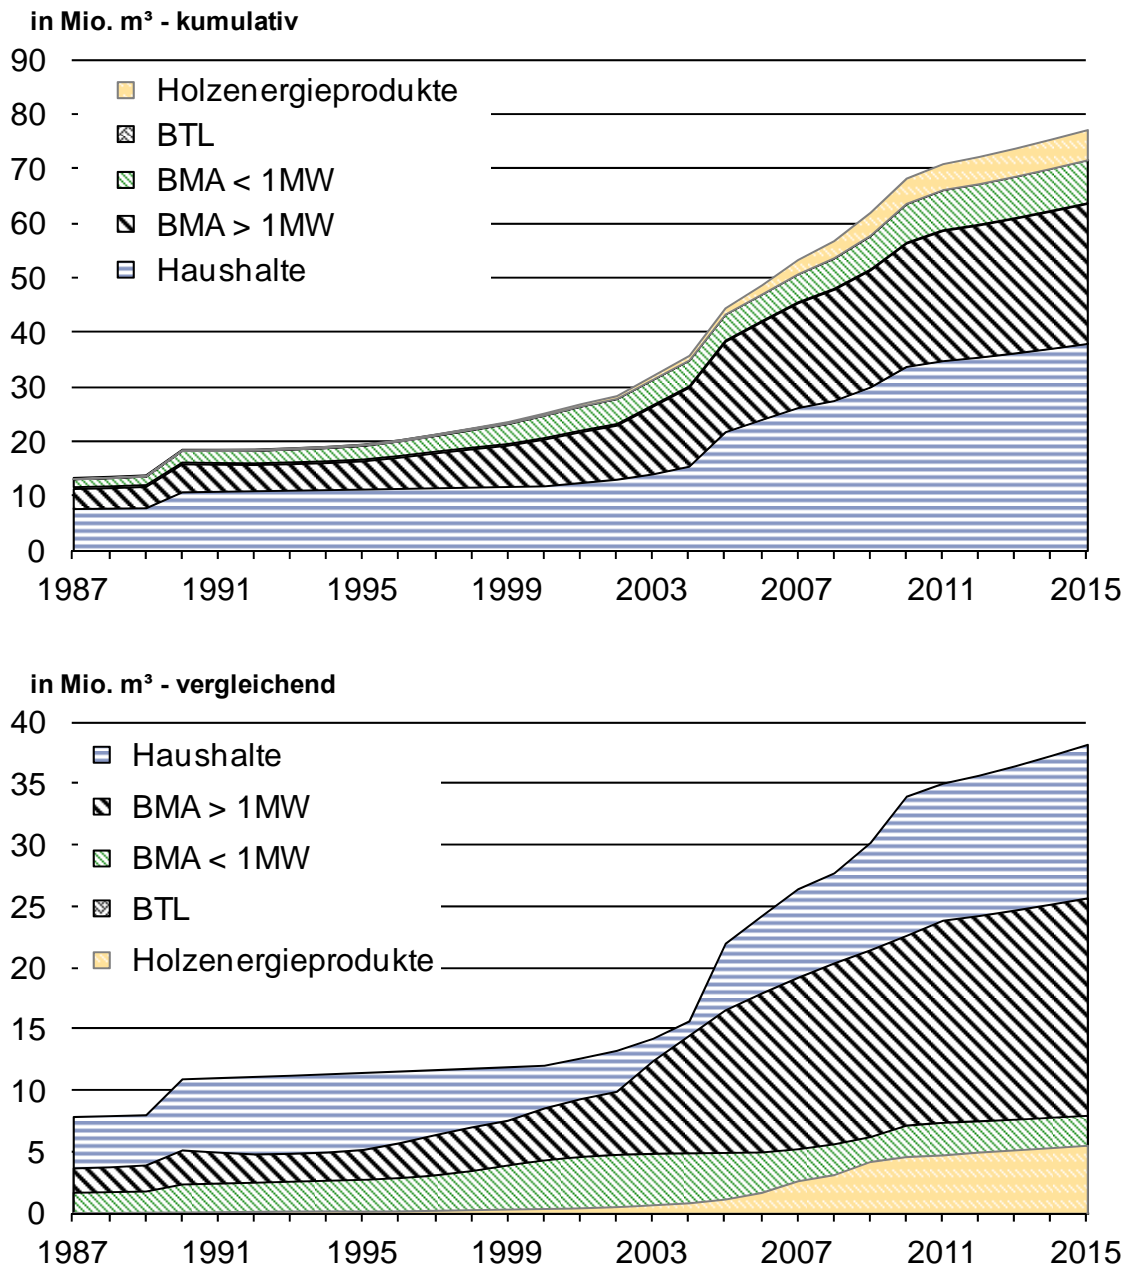 in Mio. m³ - kumulativ
90
80
70
60
50
40
30
20
10
0
Holzenergieprodukte
BTL
BMA < 1MW
BMA > 1MW
Haushalte
1987 1991 1995 1999 2003 2007 2011 2015
in Mio. m³ - vergleichend
40
35
30
25
20
15
10
5
0
Haushalte
BMA > 1MW
BMA < 1MW
BTL
Holzenergieprodukte
1987 1991 1995 1999 2003 2007 2011 2015